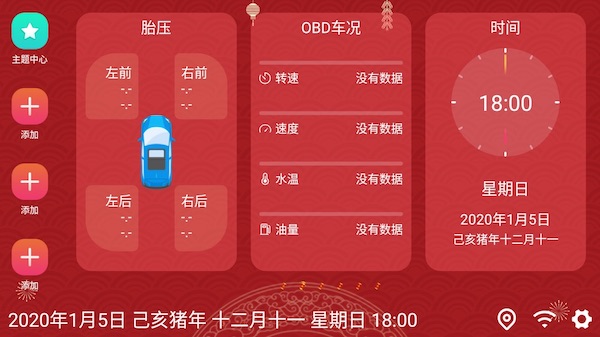 主题中心
添加
添加
添加
胎压
左前
右前
-.-
-.-
-.-
-.-
左后
右后
-.-
-.-
-.-
-.-
OBD车况
转速 没有数据
速度 没有数据
水温 没有数据
油量 没有数据
时间
18:00
星期日
2020年1月5日
己亥猪年十二月十一
2020年1月5日 己亥猪年 十二月十一 星期日 18:00